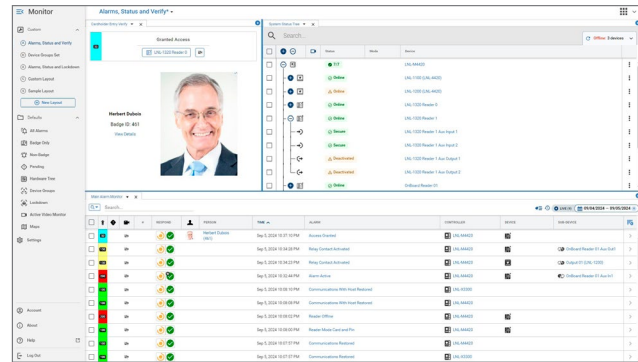 Monitor
Alarms, Status and Verify*
Custom
Alarms, Status and Verify
Device Groups Set
Alarms, Status and Lockdown
Custom Layout
Sample Layout
New Layout
Defaults
All Alarms
Badge Only
Non-Badge
Pending
Hardware Tree
Device Groups
Lockdown
Active Video Monitor
Maps
Settings
Account
About
Help
Log Out
Cardholder Entry Verify
Granted Access
LNL-1320 Reader 0
Herbert Dubois
Badge ID: 461
View Details
System Status Tree
Search...
Offline 3 devices
Status Mode Device
7/7 LNL-M4420
Online LNL-1100 (LNL-4420)
Online LNL-1200 (LNL-4420)
Online LNL-1320 Reader 0
Online LNL-1320 Reader 1
Secure LNL-1320 Reader 1 Aux Input 1
Secure LNL-1320 Reader 1 Aux Input 2
Deactivated LNL-1320 Reader 1 Aux Output 1
Deactivated LNL-1320 Reader 1 Aux Output 2
Online OnBoard Reader 01
Main Alarm Monitor
Search...
09/04/2024 – 09/05/2024
RESPOND PERSON TIME ALARM CONTROLLER DEVICE SUB-DEVICE
Herbert Dubois (461) Sep 5, 2024 10:37:15 PM Access Granted LNL-M4420
Sep 5, 2024 10:34:28 PM Relay Contact Activated LNL-M4420 OnBoard Reader 01 Aux Out1
Sep 5, 2024 10:34:23 PM Relay Contact Activated LNL-M4420 Output 01 (LNL-1200)
Sep 5, 2024 10:32:44 PM Alarm Active LNL-M4420 OnBoard Reader 01 Aux In1
Sep 5, 2024 10:08:10 PM Communications With Host Restored LNL-X3300
Sep 5, 2024 10:08:09 PM Communications With Host Restored LNL-M4420
Sep 5, 2024 10:08:02 PM Reader Offline LNL-M4420
Sep 5, 2024 10:08:00 PM Reader Mode Card and Pin LNL-M4420
Sep 5, 2024 10:07:57 PM Communications Restored LNL-M4420
Sep 5, 2024 10:07:57 PM Communications Restored LNL-X3300